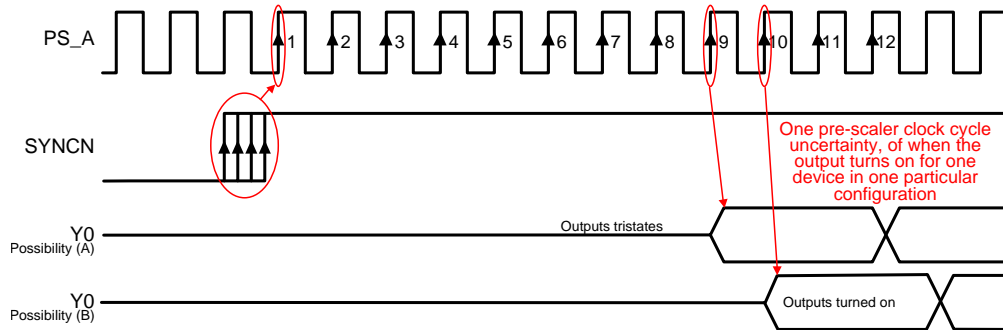 PS_A
1 2 3 4 5 6 7 8 9 10 11 12
SYNCN
One pre-scaler clock cycle
uncertainty, of when the
output turns on for one
device in one particular
configuration
Y0
Possibility (A)
Outputs tristates
Y0
Possibility (B)
Outputs turned on